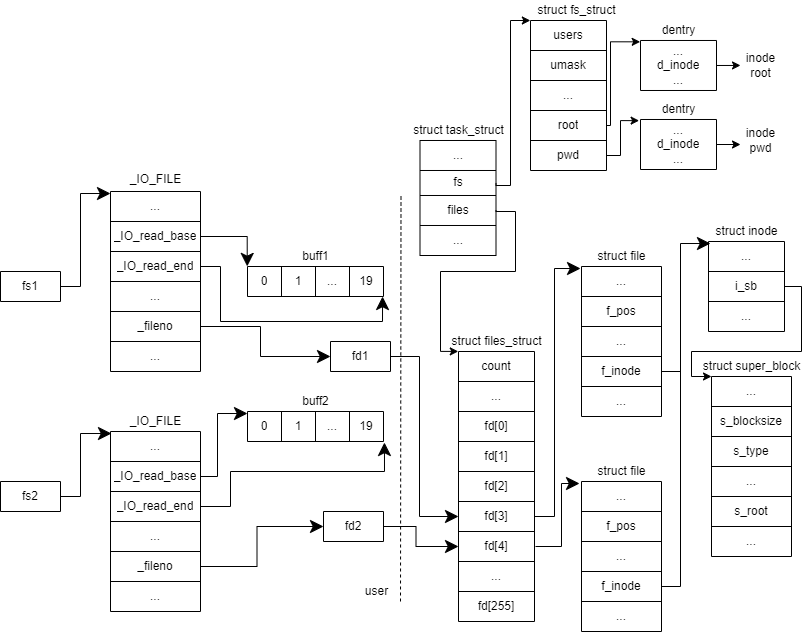 struct fs_struct
users
umask
...
root
pwd
dentry
...
d_inode
...
inode
root
dentry
...
d_inode
...
inode
pwd
struct task_struct
...
fs
files
...
_IO_FILE
...
_IO_read_base
_IO_read_end
...
_fileno
...
fs1
buff1
0 1 ... 19
fd1
_IO_FILE
...
_IO_read_base
_IO_read_end
...
_fileno
...
fs2
buff2
0 1 ... 19
fd2
user
struct files_struct
count
...
fd[0]
fd[1]
fd[2]
fd[3]
fd[4]
...
fd[255]
struct file
...
f_pos
...
f_inode
...
struct file
...
f_pos
...
f_inode
...
struct inode
...
i_sb
...
struct super_block
...
s_blocksize
s_type
...
s_root
...